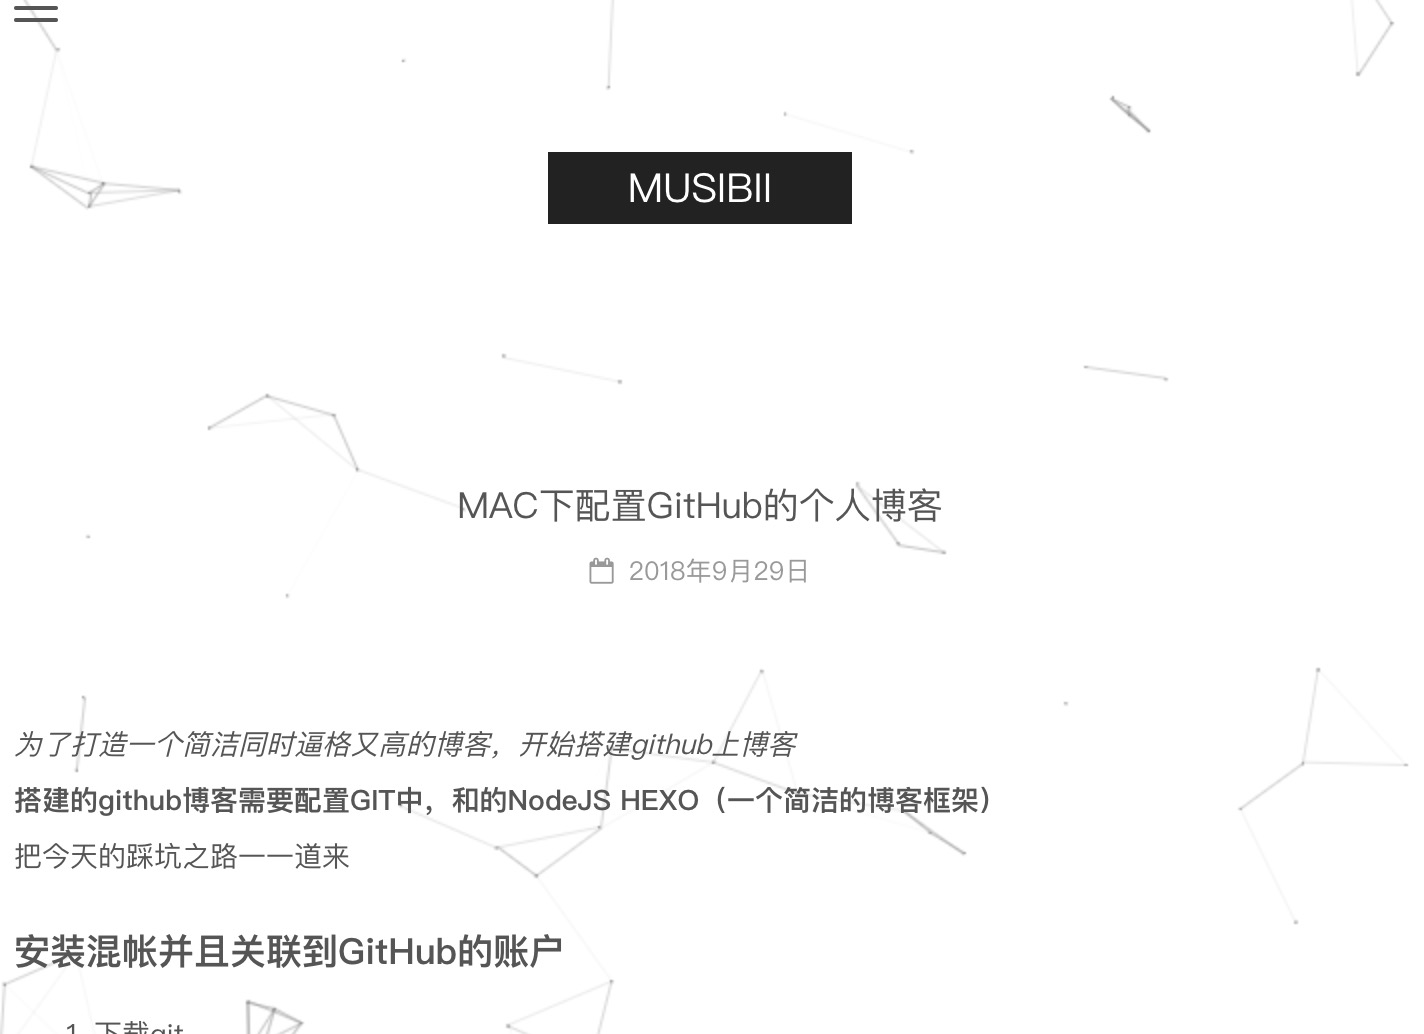 MUSIBII
MAC下配置GitHub的个人博客
2018年9月29日
为了打造一个简洁同时逼格又高的博客，开始搭建github上博客
搭建的github博客需要配置GIT中，和的NodeJS HEXO（一个简洁的博客框架）
把今天的踩坑之路一一道来
安装混帐并且关联到GitHub的账户
1. 下载git